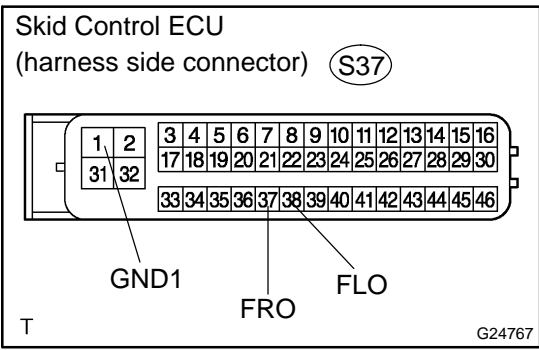 Skid Control ECU
(harness side connector) S37
1 2 3 4 5 6 7 8 9 10 11 12 13 14 15 16
17 18 19 20 21 22 23 24 25 26 27 28 29 30
31 32
33 34 35 36 37 38 39 40 41 42 43 44 45 46
GND1
FLO
FRO
T
G24767